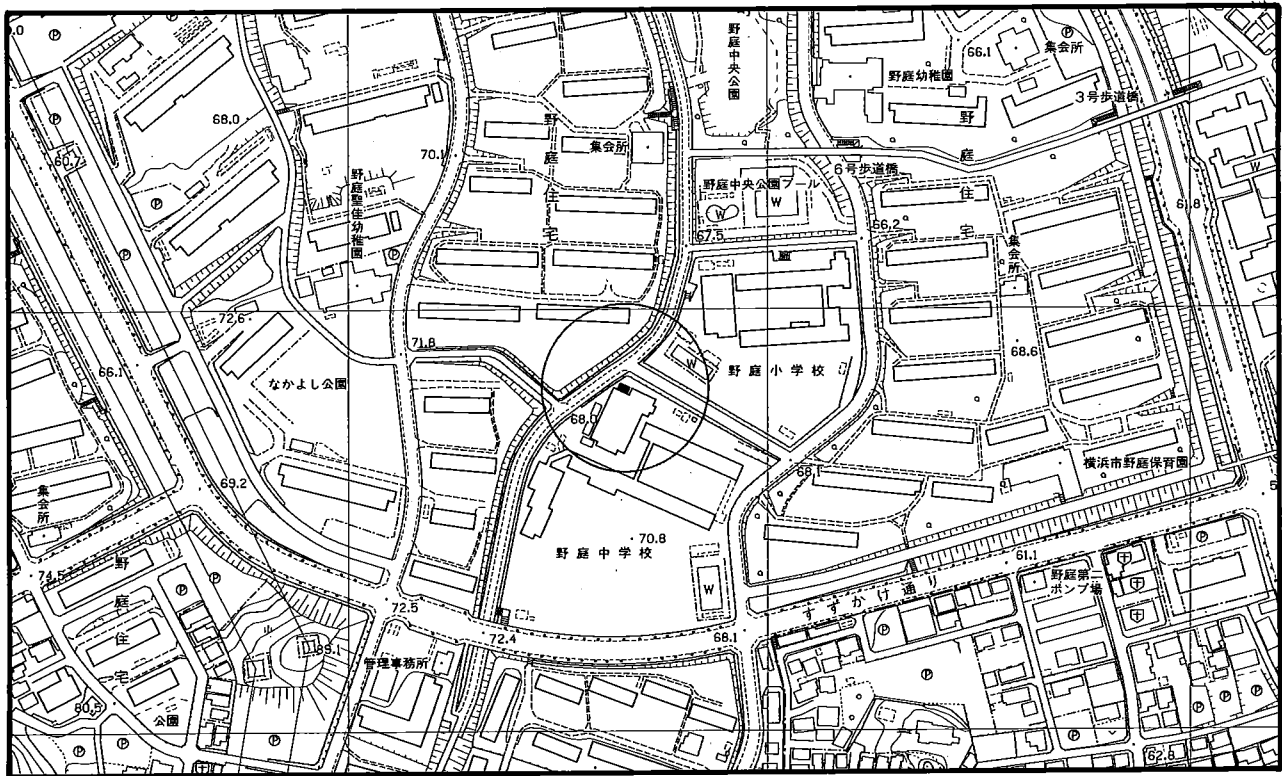 野庭中央公園
Ⓟ
66.1
集会所
野庭幼稚園
3号歩道橋
Ⓟ
68.0
60.7
70.1
野庭住宅
集会所
野庭住宅
6号歩道橋
野庭中央公園プール
W
W
W
野庭聖佳幼稚園
Ⓟ
Ⓟ
Ⓟ
67.5
66.2
集会所
72.6
71.8
66.1
なかよし公園
W
野庭小学校
68.6
68.1
横浜市野庭保育園
69.2
集会所
70.8
野庭中学校
W
61.1
野庭第二
ポンプ場
すずかけ通り
74.5
野庭住宅
Ⓟ
72.5
72.4
68.1
Ⓟ
Ⓟ
管理事務所
89.1
80.5
公園
Ⓟ
Ⓟ
Ⓟ
Ⓟ
Ⓟ
Ⓟ
Ⓟ
62.8